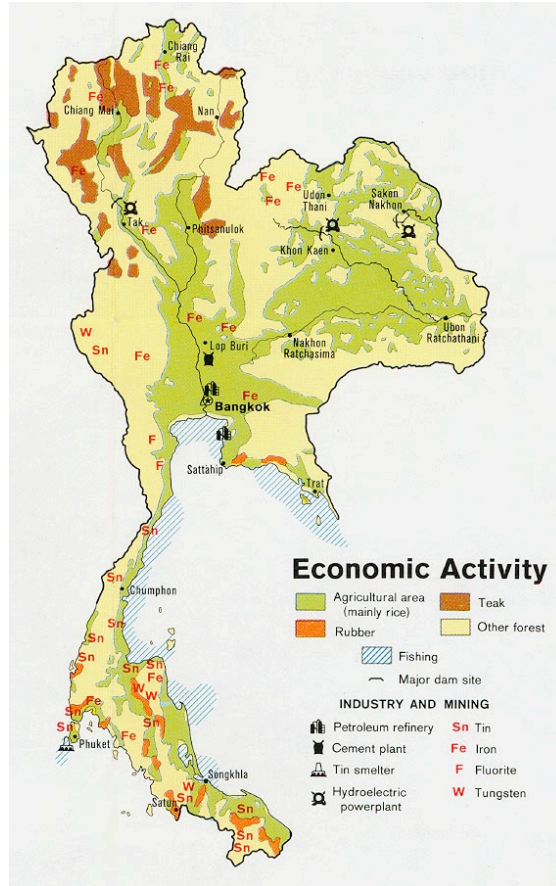 Chiang
Rai
Fe
Fe
Fe
Chiang Mai
Nan
Fe
Fe
Fe
Fe
Udon
Thani
Saken
Nakhon
Tak
Fe
Phitsanulok
Khon Kaen
W
Sn
Fe
Fe
Fe
Lop Buri
Nakhon
Ratchasima
Ubon
Ratchathani
Fe
Bangkok
F
F
Sattahip
Trat
Sn
Sn
Chumphon
Sn
Sn
Sn
Sn
Sn
Fe
W
W
Sn
Fe
Sn
Sn
Fe
Phuket
Songkhla
W
Sn
Satun
Sn
Sn
Sn
Economic Activity
Agricultural area
(mainly rice)
Teak
Rubber
Other forest
Fishing
Major dam site
INDUSTRY AND MINING
Petroleum refinery
Sn Tin
Cement plant
Fe Iron
Tin smelter
F Fluorite
Hydroelectric
powerplant
W Tungsten